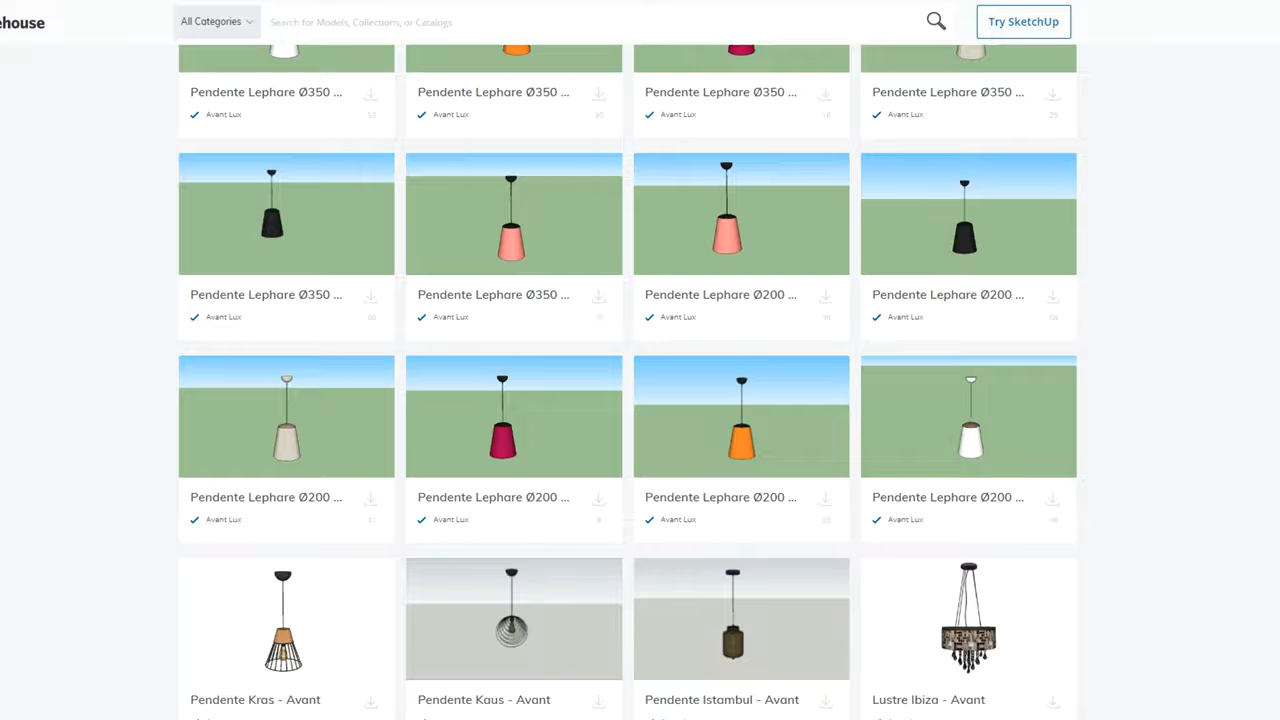 ehouse
All Categories
Search for Models, Collections, or Catalogs
Try SketchUp
Pendente Lephare Ø350 ...
Pendente Lephare Ø350 ...
Pendente Lephare Ø350 ...
Pendente Lephare Ø350 ...
Avant Lux
Avant Lux
Avant Lux
Avant Lux
Pendente Lephare Ø350 ...
Pendente Lephare Ø350 ...
Pendente Lephare Ø200 ...
Pendente Lephare Ø200 ...
Avant Lux
Avant Lux
Avant Lux
Avant Lux
Pendente Lephare Ø200 ...
Pendente Lephare Ø200 ...
Pendente Lephare Ø200 ...
Pendente Lephare Ø200 ...
Avant Lux
Avant Lux
Avant Lux
Avant Lux
Pendente Kras - Avant
Pendente Kaus - Avant
Pendente Istambul - Avant
Lustre Ibiza - Avant